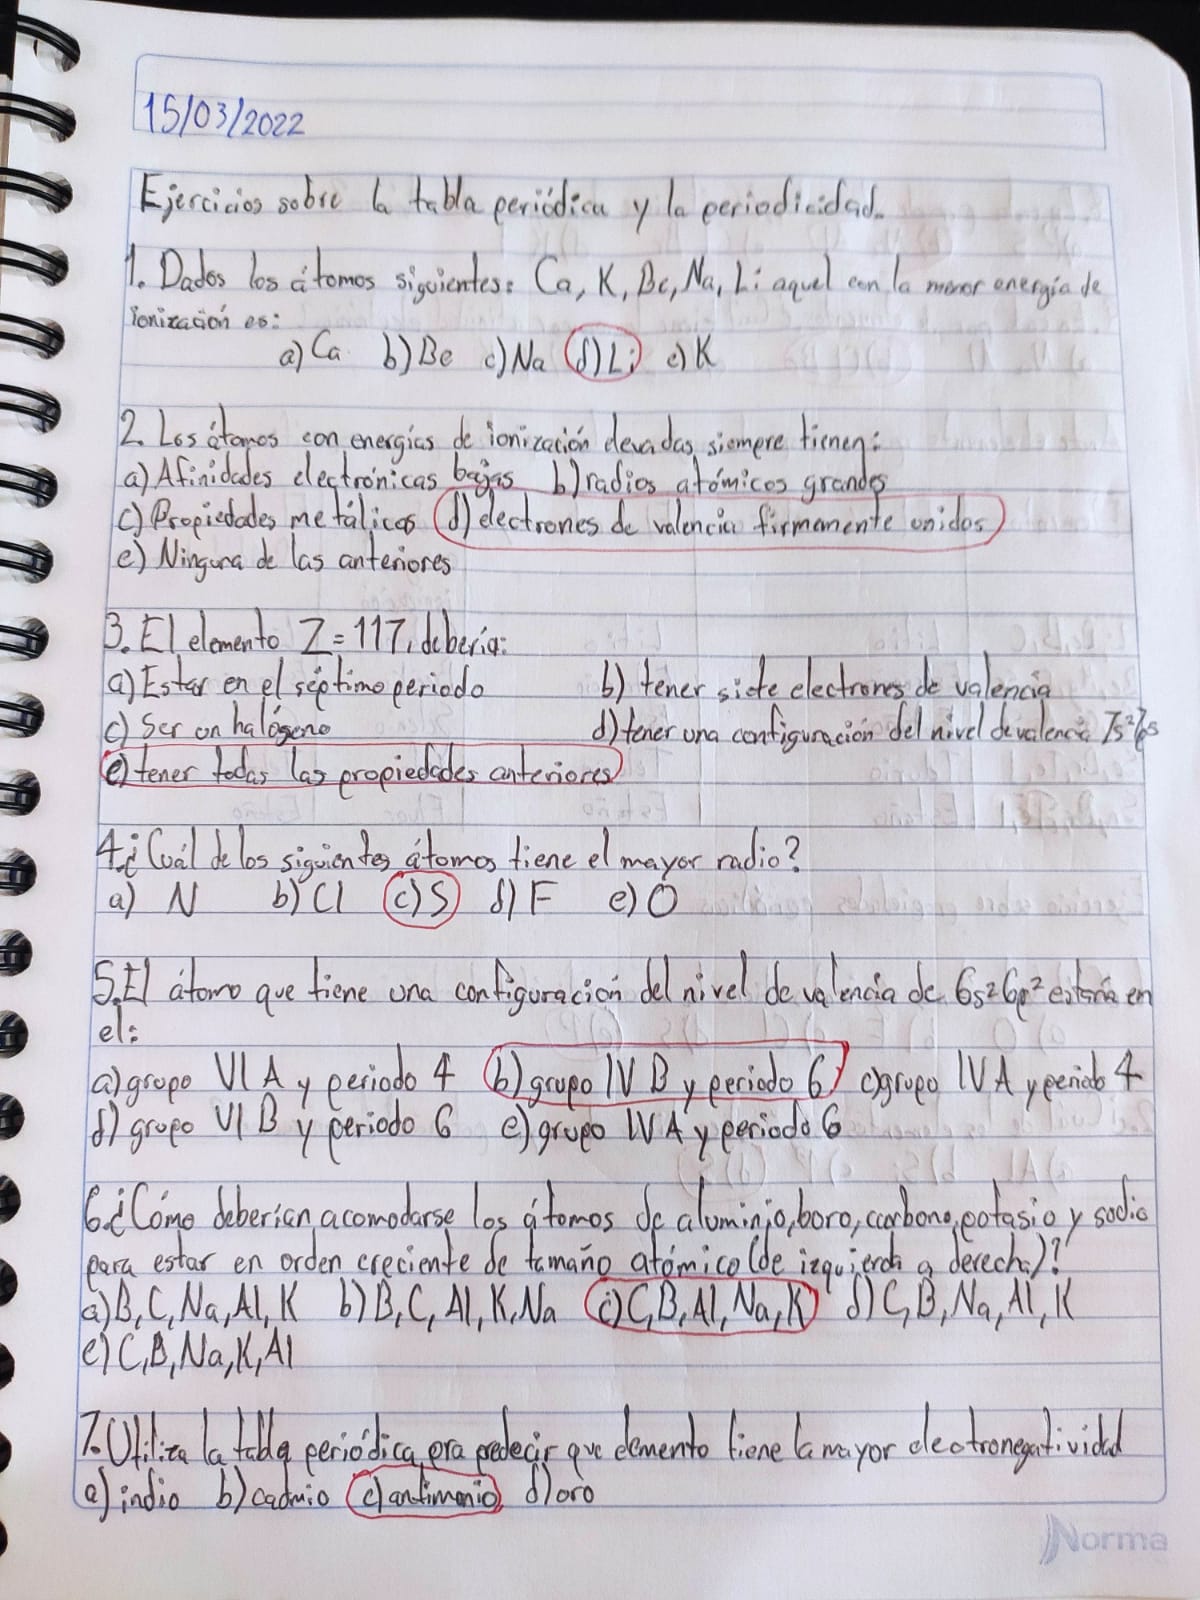 15/03/2022
Ejercicios sobre la tabla periódica y la periodicidad.
1. Dados los átomos siguientes: Ca, K, Be, Na, Li aquel con la menor energía de
ionización es:
a) Ca b) Be c) Na d) Li e) K
2. Los átomos con energías de ionización elevadas siempre tienen:
a) Afinidades electrónicas bajas b) radios atómicos grandes
c) Propiedades metálicas d) electrones de valencia firmemente unidos
e) Ninguna de las anteriores
3. El elemento Z = 117, debería:
a) Estar en el séptimo periodo b) tener siete electrones de valencia
c) Ser un halógeno d) tener una configuración del nivel de valencia
e) tener todas las propiedades anteriores
4. ¿Cuál de los siguientes átomos tiene el mayor radio?
a) N b) Cl c) S d) F e) O
5. El átomo que tiene una configuración del nivel de valencia de 6s²6p² estaría en
el:
a) grupo VI A y periodo 4 b) grupo IV B y periodo 6 c) grupo IV A y periodo 4
d) grupo VI B y periodo 6 e) grupo IV A y periodo 6
6. ¿Cómo deberían acomodarse los átomos de aluminio, boro, carbono, potasio y sodio
para estar en orden creciente de tamaño atómico (de izquierda a derecha)?
a) B, C, Na, Al, K b) B, C, Al, K, Na c) C, B, Al, Na, K d) C, B, Na, Al, K
e) C, B, Na, K, Al
7. Utiliza la tabla periódica para predecir que elemento tiene la mayor electronegatividad
a) indio b) cadmio c) antimonio d) oro
Norma